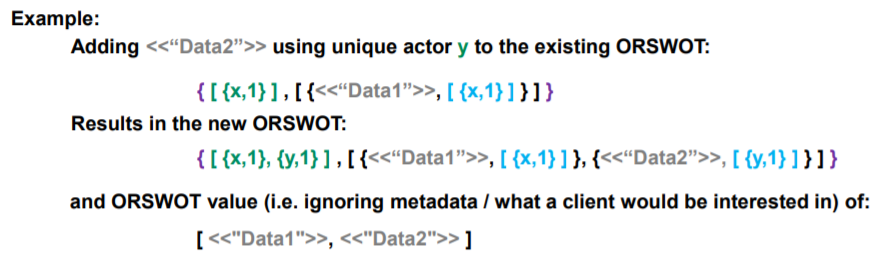 Example:
Adding <<“Data2”>> using unique actor y to the existing ORSWOT:
{ [ {x,1} ] , [ {<<“Data1”>>, [ {x,1} ] } ] }
Results in the new ORSWOT:
{ [ {x,1}, {y,1} ] , [ {<<“Data1”>>, [ {x,1} ] }, {<<“Data2”>>, [ {y,1} ] } ] }
and ORSWOT value (i.e. ignoring metadata / what a client would be interested in) of:
[ <<"Data1">>, <<"Data2">> ]